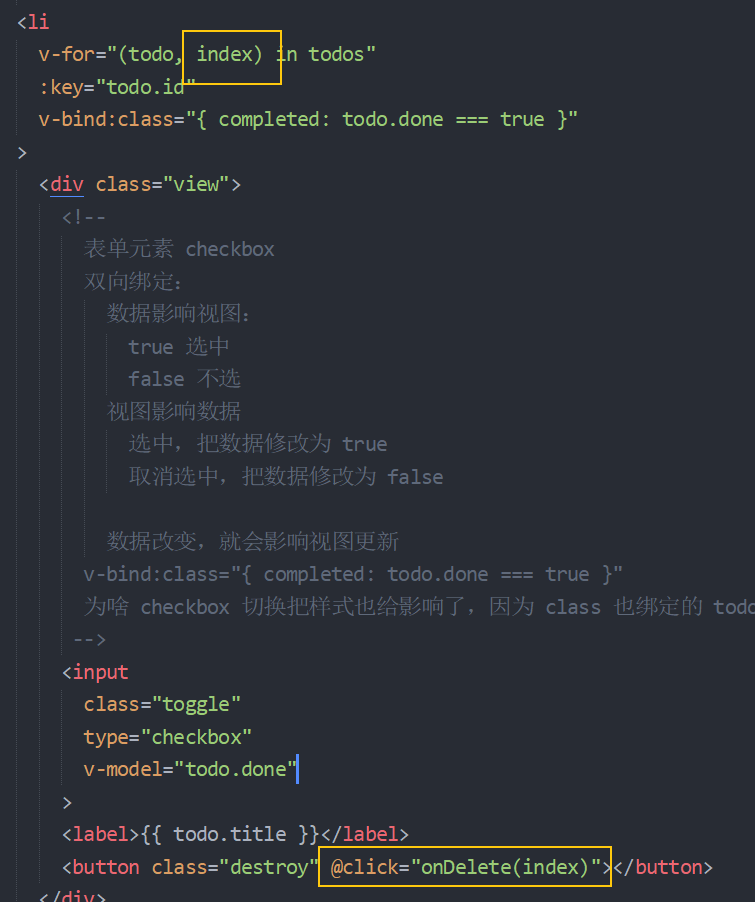 <li
v-for="(todo, index) in todos"
:key="todo.id"
v-bind:class="{ completed: todo.done === true }"
>
<div class="view">
<!--
表单元素 checkbox
双向绑定：
数据影响视图：
true 选中
false 不选
视图影响数据
选中，把数据修改为 true
取消选中，把数据修改为 false
数据改变，就会影响视图更新
v-bind:class="{ completed: todo.done === true }"
为啥 checkbox 切换把样式也给影响了，因为 class 也绑定的 todo
-->
<input
class="toggle"
type="checkbox"
v-model="todo.done"
>
<label>{{ todo.title }}</label>
<button class="destroy" @click="onDelete(index)"></button>
</div>